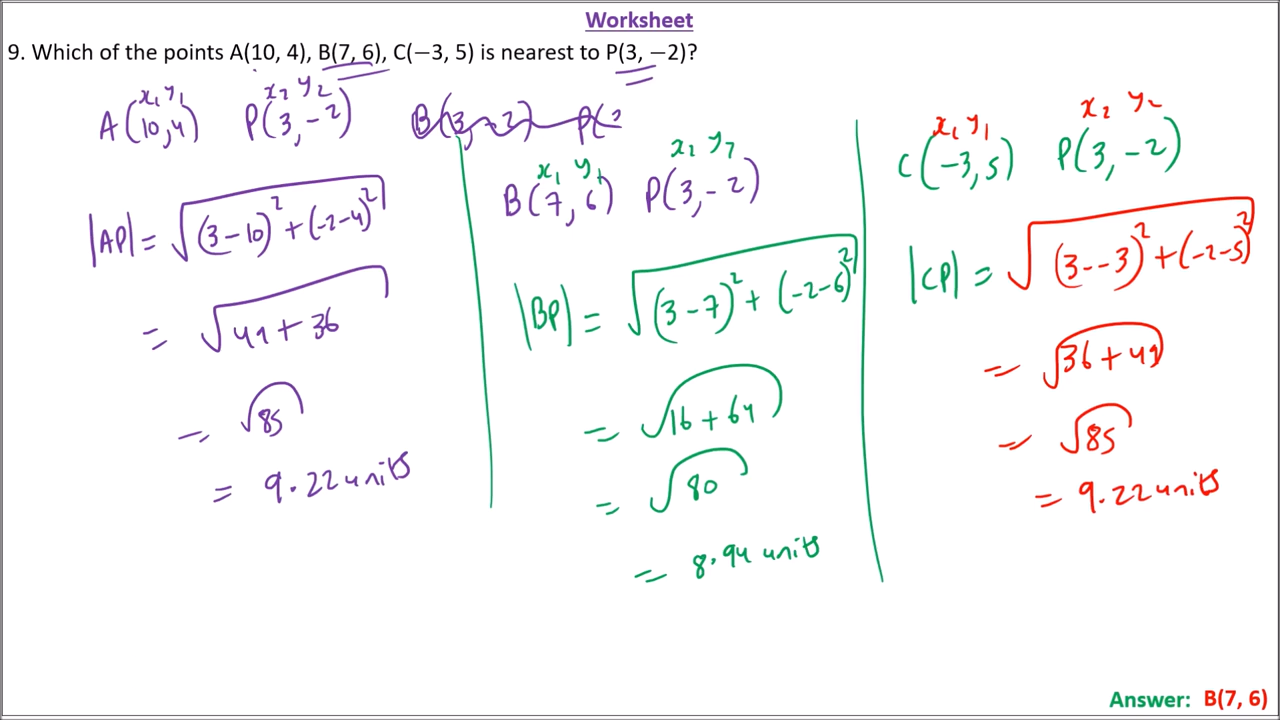 Worksheet
9. Which of the points A(10, 4), B(7, 6), C(−3, 5) is nearest to P(3, −2)?
x₁ y₁ x₂ y₂
A(10,4) P(3,−2)
|AP| = √((3−10)² + (−2−4)²)
= √(49 + 36)
= √85
= 9.22 units
B(3,−2) P(
x₁ y₁ x₂ y₂
B(7,6) P(3,−2)
|BP| = √((3−7)² + (−2−6)²)
= √(16 + 64)
= √80
= 8.94 units
x₁ y₁ x₂ y₂
C(−3,5) P(3,−2)
|CP| = √((3−−3)² + (−2−5)²)
= √(36 + 49)
= √85
= 9.22 units
Answer: B(7, 6)